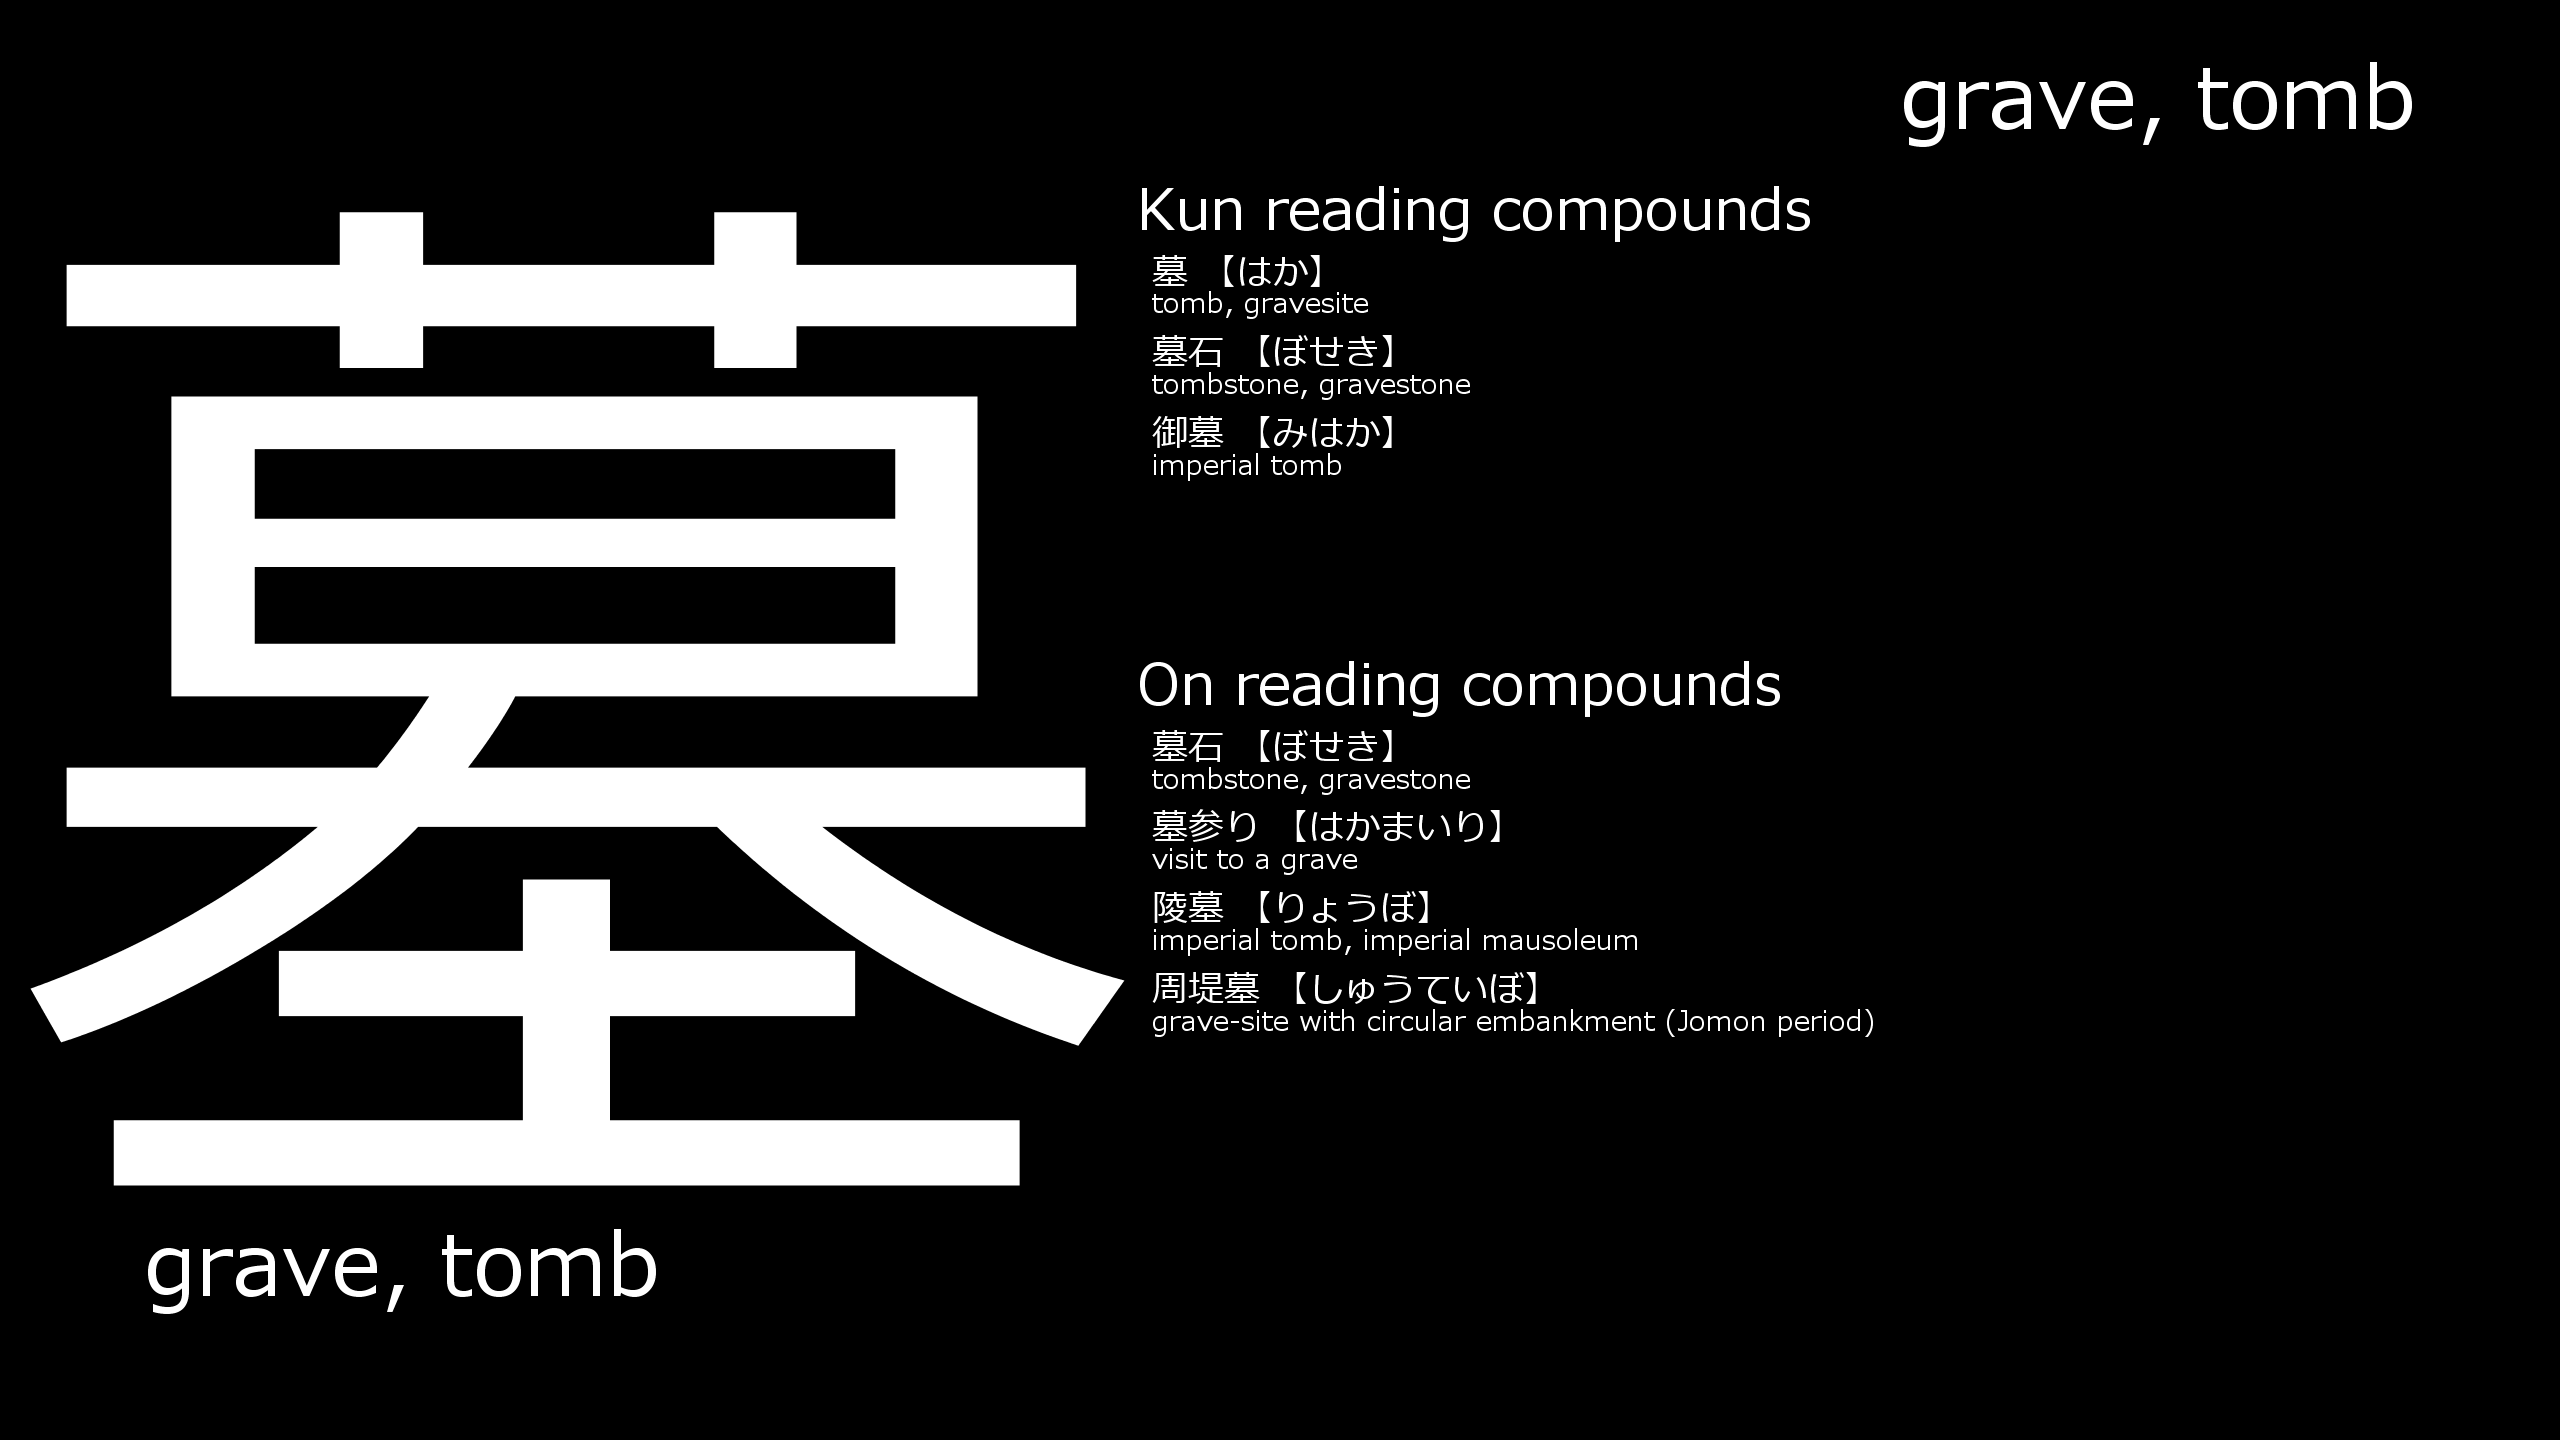 grave, tomb
墓
grave, tomb
Kun reading compounds
墓 【はか】
tomb, gravesite
墓石 【ぼせき】
tombstone, gravestone
御墓 【みはか】
imperial tomb
On reading compounds
墓石 【ぼせき】
tombstone, gravestone
墓参り 【はかまいり】
visit to a grave
陵墓 【りょうぼ】
imperial tomb, imperial mausoleum
周堤墓 【しゅうていぼ】
grave-site with circular embankment (Jomon period)